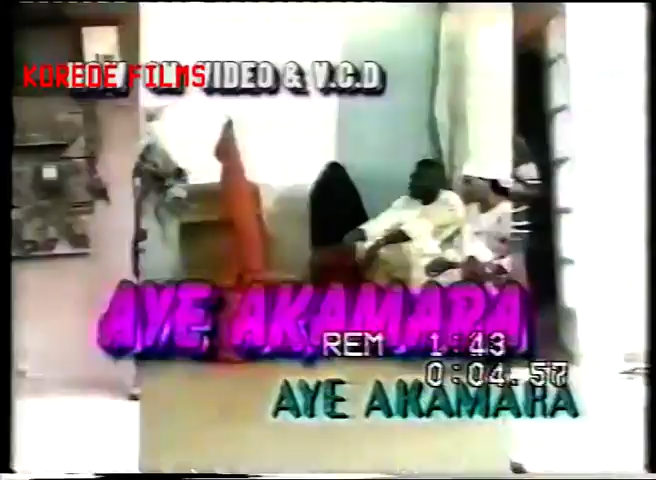 KOREDE FILMS
VIDEO & V.C.D
AYE AKAMARA
REM 1:43
0:04.57
AYE AKAMARA